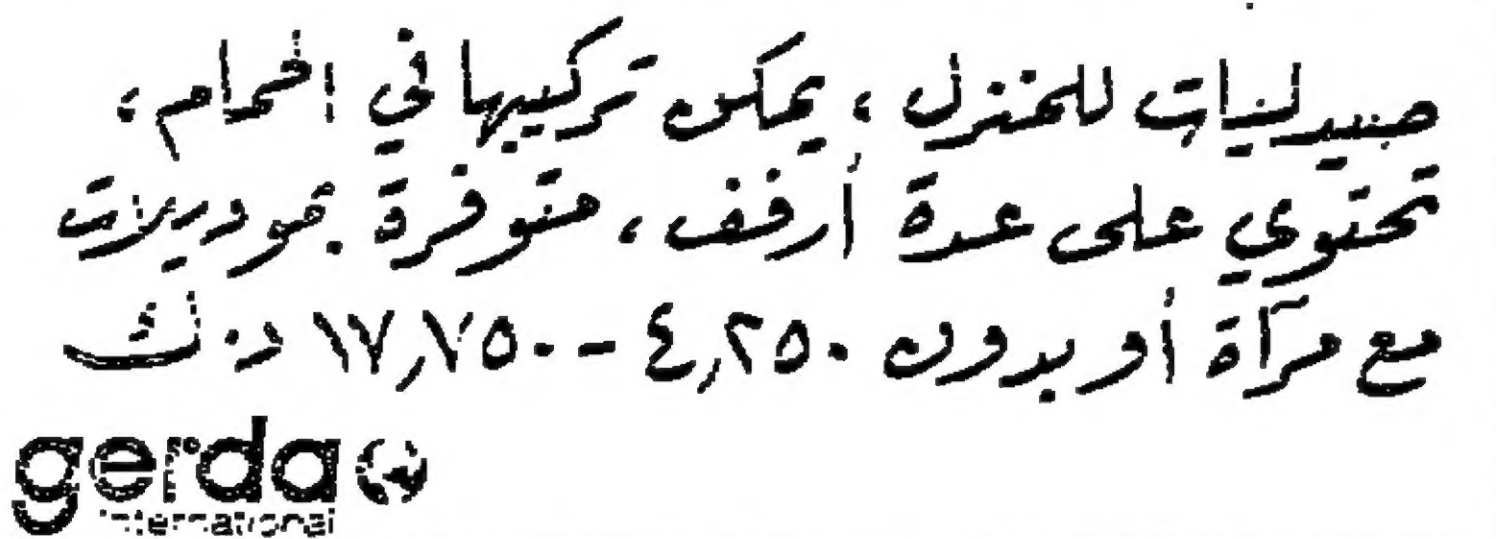 صيدليات للمنزل ، يمكن تركيبها في الحمام ،
تحتوي على عدة أرفف ، متوفرة بموديلات
مع مرآة أو بدون ٤٫٢٥٠ - ١٧٫٧٥٠ د. ك
gerda
international